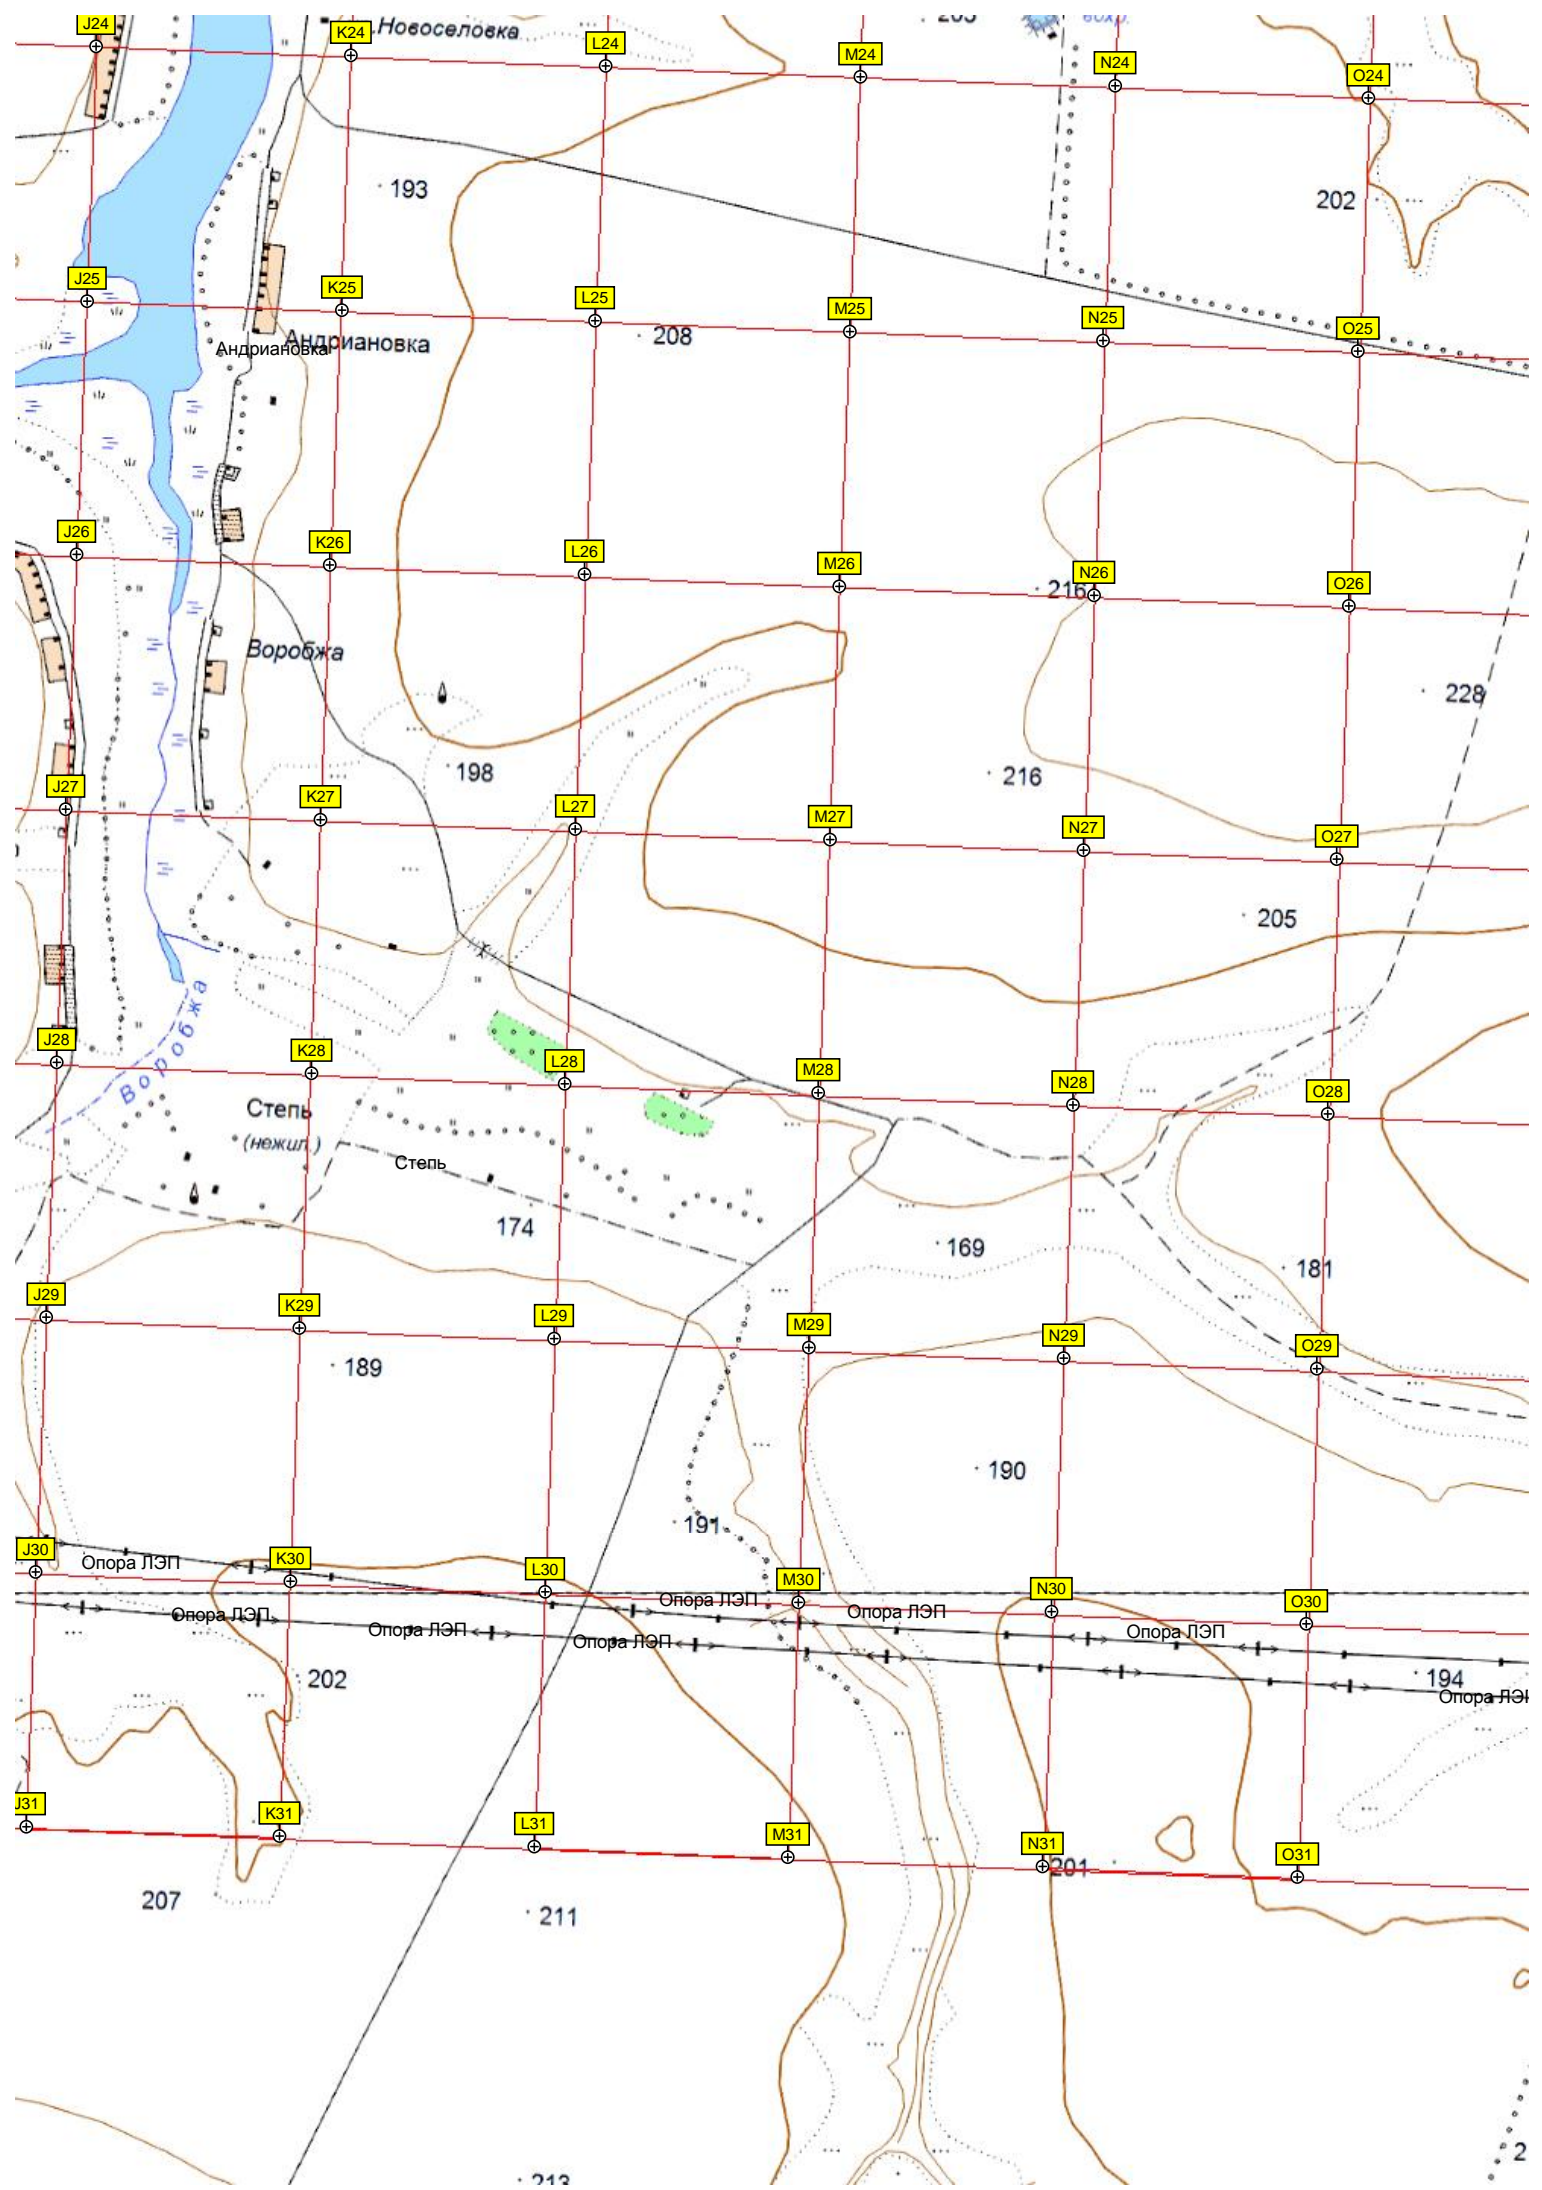 J24
K24
Новоселовка
L24
M24
N24
O24
193
202
J25
K25
L25
M25
N25
O25
208
Андриановка
Андриановка
J26
K26
L26
M26
N26
O26
216
Воробжа
228
198
216
J27
K27
L27
M27
N27
O27
205
Воробжа
J28
K28
L28
M28
N28
O28
Степь
(нежил.)
Степь
174
169
181
J29
K29
L29
M29
N29
O29
189
190
191
J30
Опора ЛЭП
K30
L30
M30
N30
O30
Опора ЛЭП
Опора ЛЭП
Опора ЛЭП
Опора ЛЭП
Опора ЛЭП
Опора ЛЭП
202
194
Опора ЛЭП
J31
K31
L31
M31
N31
O31
201
207
211
213
2